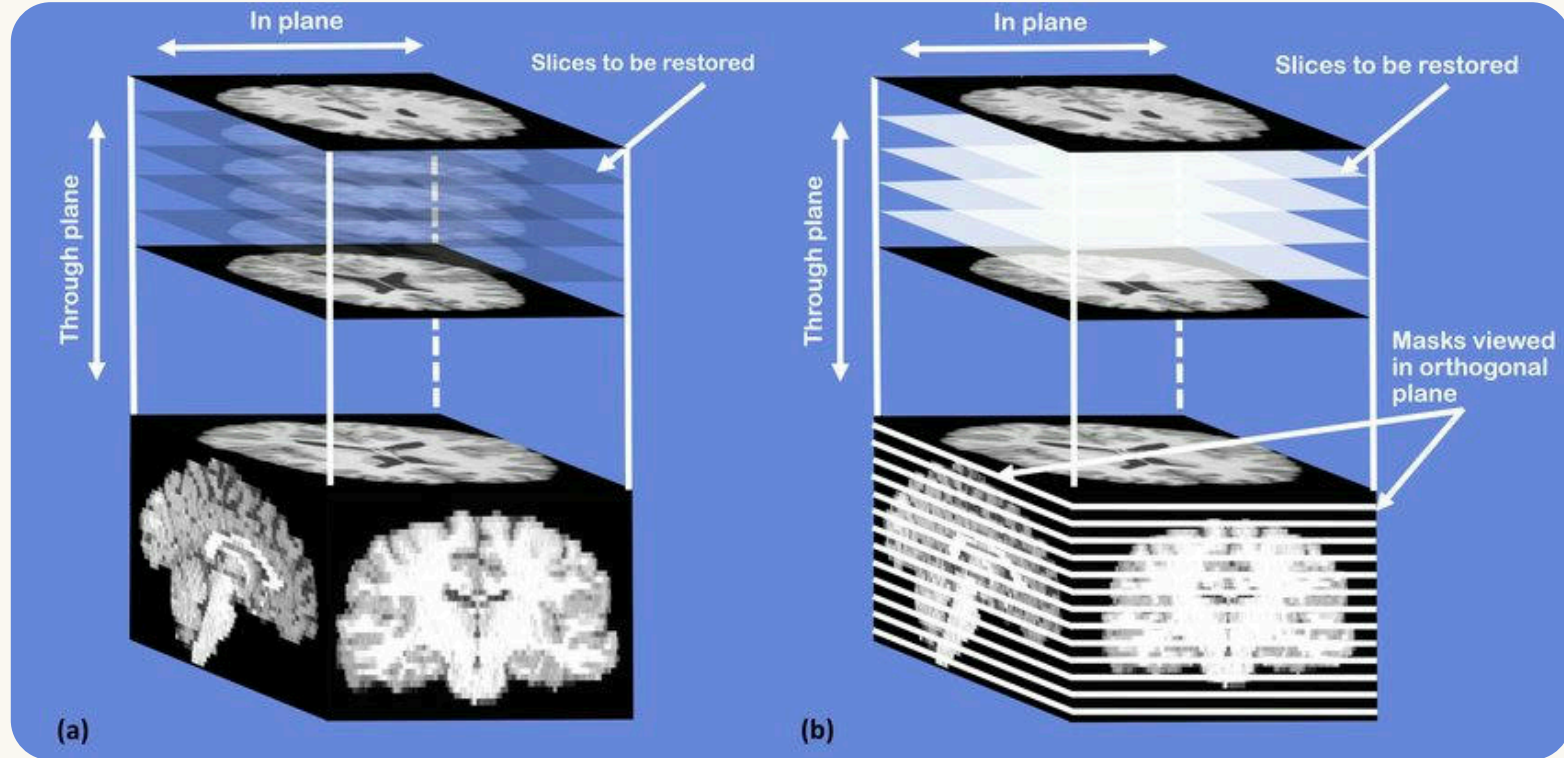 In plane
Slices to be restored
Through plane
(a)
In plane
Slices to be restored
Through plane
Masks viewed
in orthogonal
plane
(b)